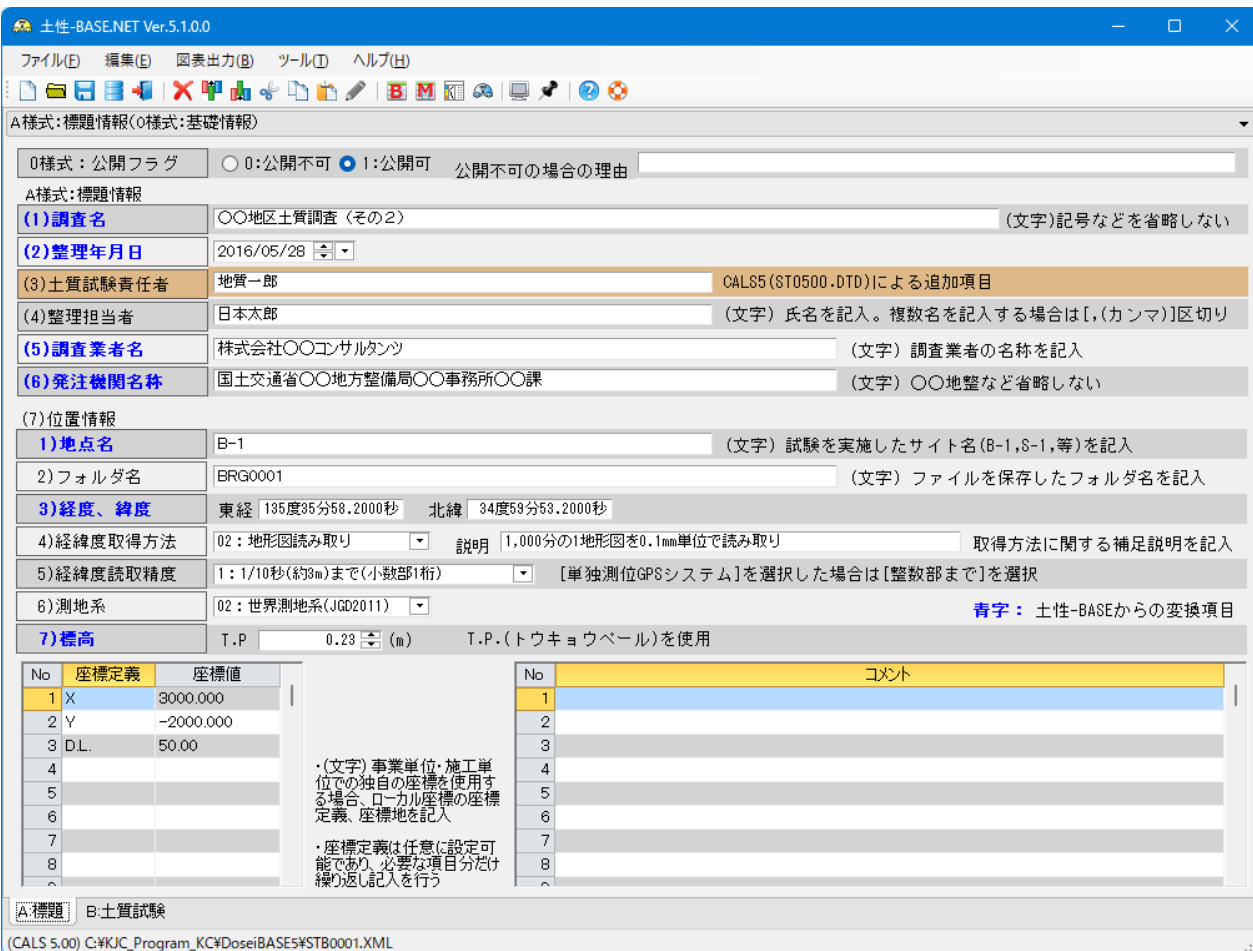 土性-BASE.NET Ver.5.1.0.0
ファイル(F) 編集(E) 図表出力(B) ツール(T) ヘルプ(H)
A様式:標題情報(0様式:基礎情報)
0様式：公開フラグ 0:公開不可 1:公開可 公開不可の場合の理由
A様式:標題情報
(1)調査名 〇〇地区土質調査（その２） (文字)記号などを省略しない
(2)整理年月日 2016/05/28
(3)土質試験責任者 地質一郎 CALS5(ST0500.DTD)による追加項目
(4)整理担当者 日本太郎 (文字) 氏名を記入。複数名を記入する場合は[,(カンマ)]区切り
(5)調査業者名 株式会社〇〇コンサルタンツ (文字) 調査業者の名称を記入
(6)発注機関名称 国土交通省〇〇地方整備局〇〇事務所〇〇課 (文字) 〇〇地整など省略しない
(7)位置情報
1)地点名 B-1 (文字) 試験を実施したサイト名(B-1,S-1,等)を記入
2)フォルダ名 BRG0001 (文字) ファイルを保存したフォルダ名を記入
3)経度、緯度 東経 135度35分58.2000秒 北緯 34度59分53.2000秒
4)経緯度取得方法 02：地形図読み取り 説明 1,000分の1地形図を0.1mm単位で読み取り 取得方法に関する補足説明を記入
5)経緯度読取精度 1：1/10秒(約3m)まで(小数部1桁) [単独測位GPSシステム]を選択した場合は[整数部まで]を選択
6)測地系 02：世界測地系(JGD2011) 青字： 土性-BASEからの変換項目
7)標高 T.P 0.23 (m) T.P.(トウキョウペール)を使用
No 座標定義 座標値
1 X 3000.000
2 Y -2000.000
3 D.L. 50.00
4
5
6
7
8
・(文字) 事業単位・施工単
位での独自の座標を使用す
る場合、ローカル座標の座標
定義、座標地を記入
・座標定義は任意に設定可
能であり、必要な項目分だけ
繰り返し記入を行う
No コメント
1
2
3
4
5
6
7
8
A:標題 B:土質試験
(CALS 5.00) C:¥KJC_Program_KC¥DoseiBASE5¥STB0001.XML